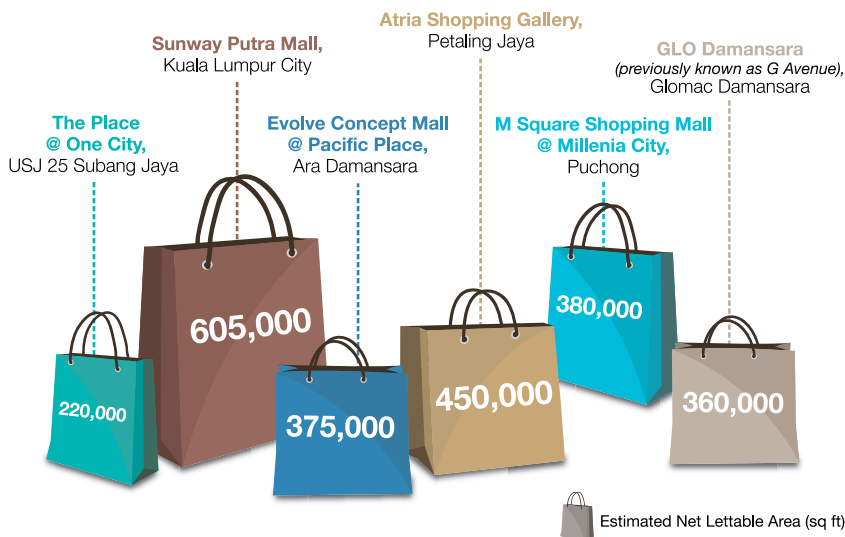 Atria Shopping Gallery,
Petaling Jaya
Sunway Putra Mall,
Kuala Lumpur City
GLO Damansara
(previously known as G Avenue),
Glomac Damansara
The Place
@ One City,
USJ 25 Subang Jaya
Evolve Concept Mall
@ Pacific Place,
Ara Damansara
M Square Shopping Mall
@ Millenia City,
Puchong
220,000
605,000
375,000
450,000
380,000
360,000
Estimated Net Lettable Area (sq ft)